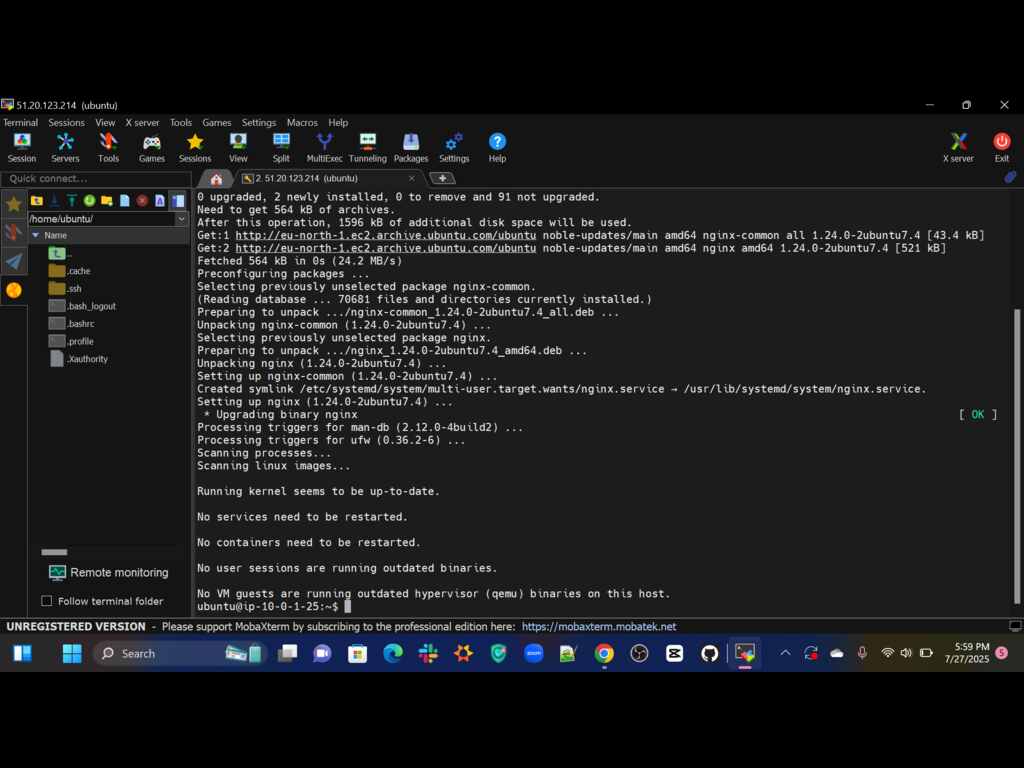 51.20.123.214 (ubuntu)
Terminal Sessions View X server Tools Games Settings Macros Help
Session Servers Tools Games Sessions View Split MultiExec Tunneling Packages Settings Help X server Exit
Quick connect...
2. 51.20.123.214 (ubuntu)
/home/ubuntu/
Name
..
.cache
.ssh
.bash_logout
.bashrc
.profile
.Xauthority
Remote monitoring
Follow terminal folder
0 upgraded, 2 newly installed, 0 to remove and 91 not upgraded.
Need to get 564 kB of archives.
After this operation, 1596 kB of additional disk space will be used.
Get:1 http://eu-north-1.ec2.archive.ubuntu.com/ubuntu noble-updates/main amd64 nginx-common all 1.24.0-2ubuntu7.4 [43.4 kB]
Get:2 http://eu-north-1.ec2.archive.ubuntu.com/ubuntu noble-updates/main amd64 nginx amd64 1.24.0-2ubuntu7.4 [521 kB]
Fetched 564 kB in 0s (24.2 MB/s)
Preconfiguring packages ...
Selecting previously unselected package nginx-common.
(Reading database ... 70681 files and directories currently installed.)
Preparing to unpack .../nginx-common_1.24.0-2ubuntu7.4_all.deb ...
Unpacking nginx-common (1.24.0-2ubuntu7.4) ...
Selecting previously unselected package nginx.
Preparing to unpack .../nginx_1.24.0-2ubuntu7.4_amd64.deb ...
Unpacking nginx (1.24.0-2ubuntu7.4) ...
Setting up nginx-common (1.24.0-2ubuntu7.4) ...
Created symlink /etc/systemd/system/multi-user.target.wants/nginx.service → /usr/lib/systemd/system/nginx.service.
Setting up nginx (1.24.0-2ubuntu7.4) ...
* Upgrading binary nginx [ OK ]
Processing triggers for man-db (2.12.0-4build2) ...
Processing triggers for ufw (0.36.2-6) ...
Scanning processes...
Scanning linux images...
Running kernel seems to be up-to-date.
No services need to be restarted.
No containers need to be restarted.
No user sessions are running outdated binaries.
No VM guests are running outdated hypervisor (qemu) binaries on this host.
ubuntu@ip-10-0-1-25:~$
UNREGISTERED VERSION - Please support MobaXterm by subscribing to the professional edition here: https://mobaxterm.mobatek.net
Search
zoom
5:59 PM
7/27/2025
5